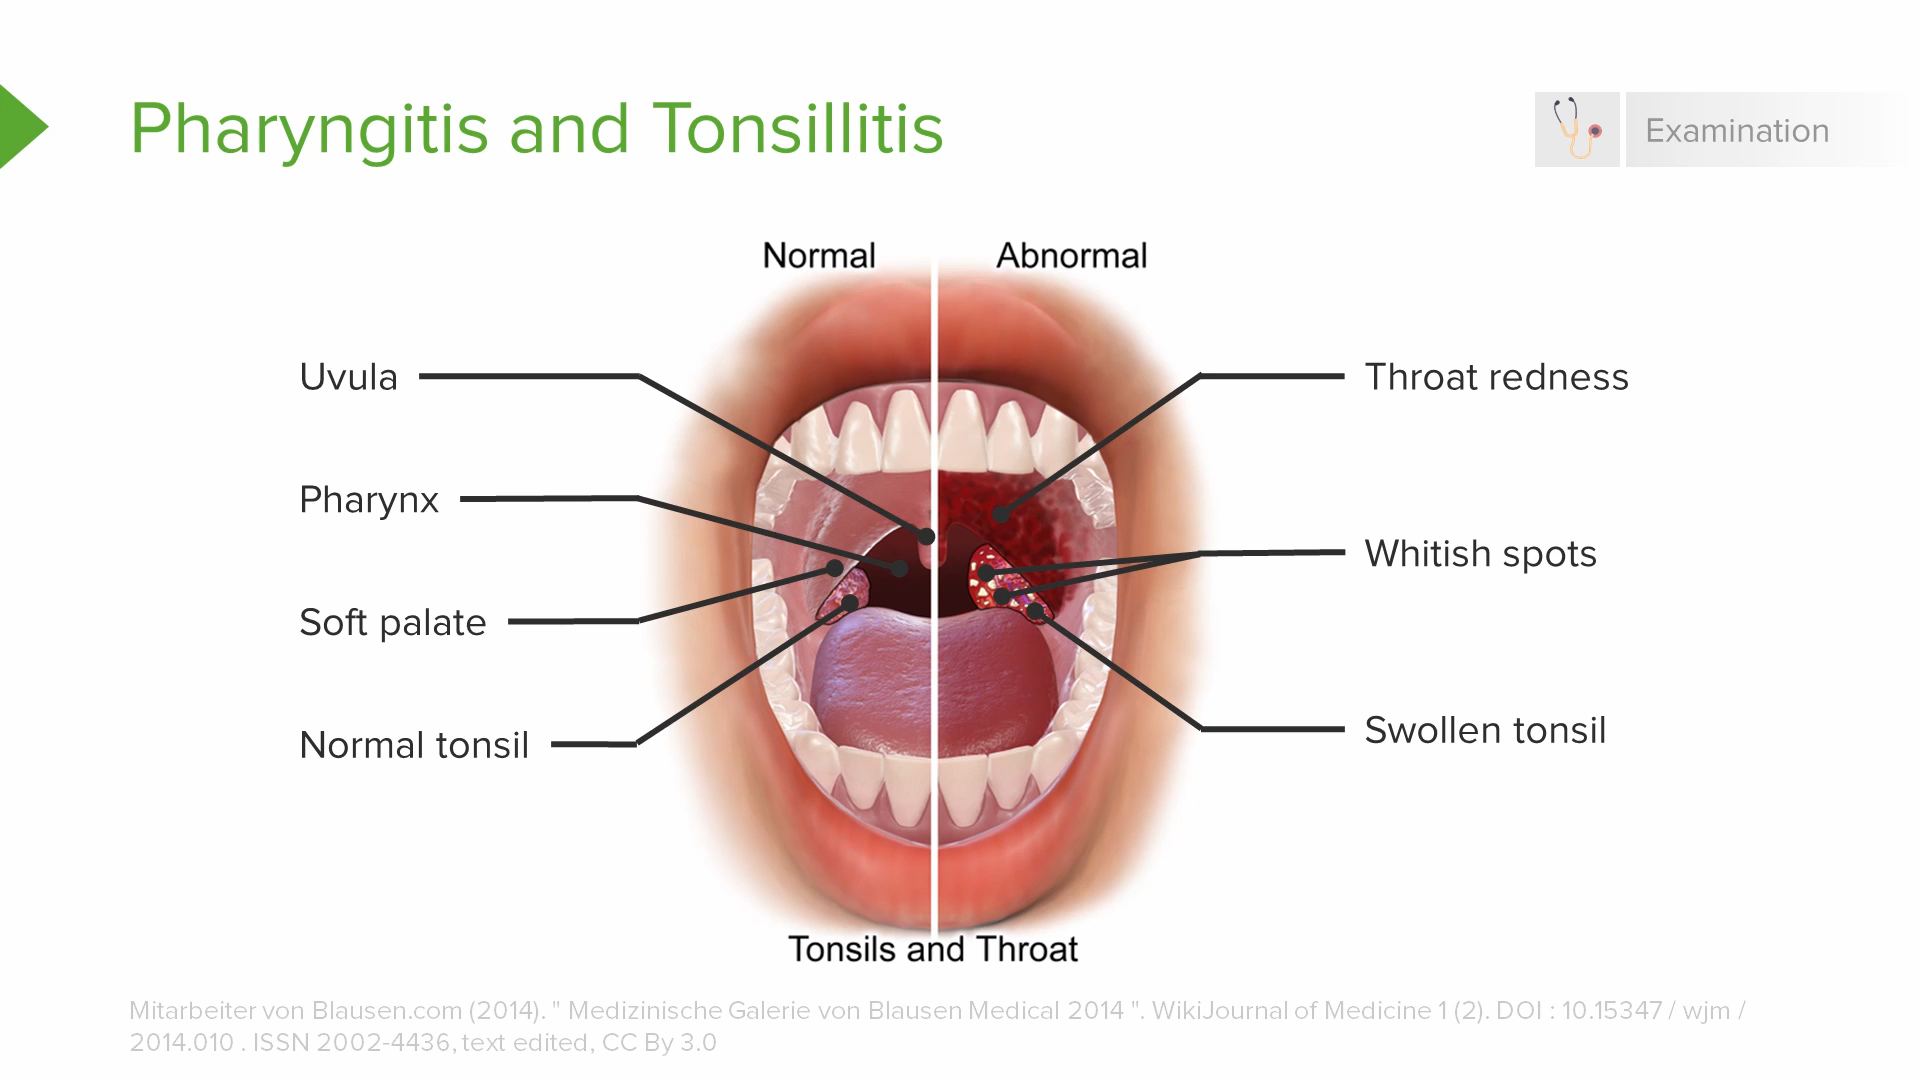 Pharyngitis and Tonsillitis
Examination
Normal
Abnormal
Uvula
Pharynx
Soft palate
Normal tonsil
Throat redness
Whitish spots
Swollen tonsil
Tonsils and Throat
Mitarbeiter von Blausen.com (2014). " Medizinische Galerie von Blausen Medical 2014 ". WikiJournal of Medicine 1 (2). DOI : 10.15347 / wjm /
2014.010 . ISSN 2002-4436, text edited, CC By 3.0